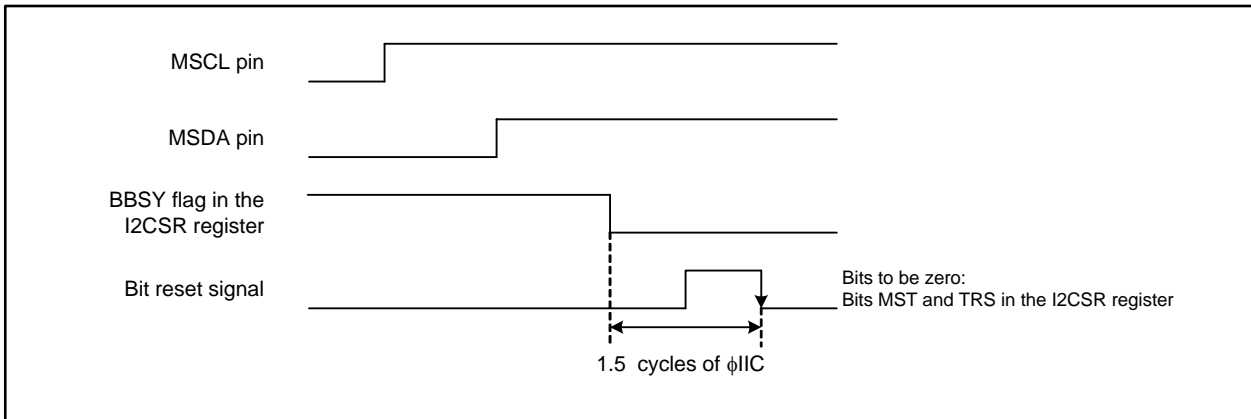 MSCL pin
MSDA pin
BBSY flag in the
I2CSR register
Bit reset signal
Bits to be zero:
Bits MST and TRS in the I2CSR register
1.5 cycles of ϕIIC